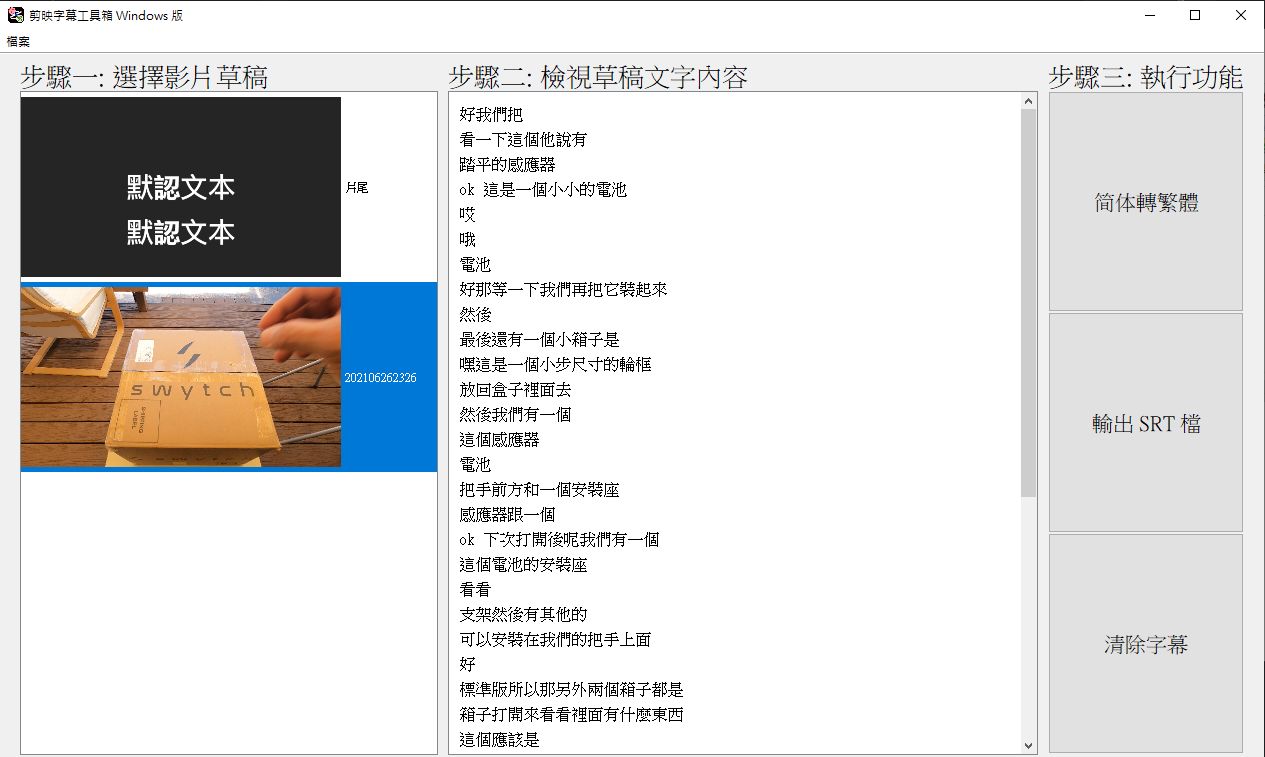 剪映字幕工具箱 Windows 版
檔案
步驟一: 選擇影片草稿
默認文本
默認文本
片尾
swytch
202106262326
步驟二: 檢視草稿文字內容
好我們把
看一下這個他說有
踏平的感應器
ok 這是一個小小的電池
哎
哦
電池
好那等一下我們再把它裝起來
然後
最後還有一個小箱子是
嘿這是一個小步尺寸的輪框
放回盒子裡面去
然後我們有一個
這個感應器
電池
把手前方和一個安裝座
感應器跟一個
ok 下次打開後呢我們有一個
這個電池的安裝座
看看
支架然後有其他的
可以安裝在我們的把手上面
好
標準版所以那另外兩個箱子都是
箱子打開來看看裡面有什麼東西
這個應該是
步驟三: 執行功能
简体轉繁體
輸出 SRT 檔
清除字幕